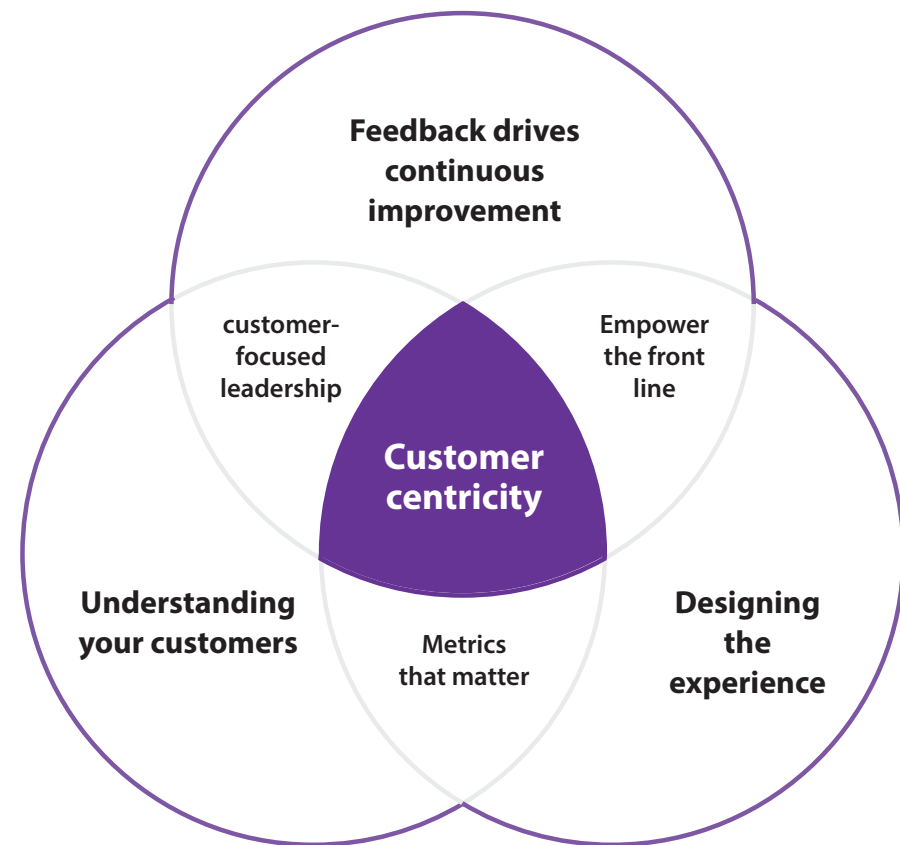 Feedback drives
continuous
improvement
customer-
focused
leadership
Empower
the front
line
Customer
centricity
Understanding
your customers
Metrics
that matter
Designing
the
experience